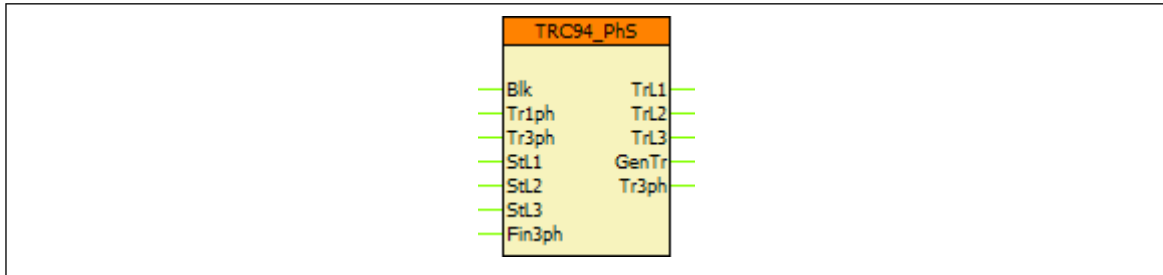 TRC94_PhS
Blk TrL1
Tr1ph TrL2
Tr3ph TrL3
StL1 GenTr
StL2 Tr3ph
StL3
Fin3ph